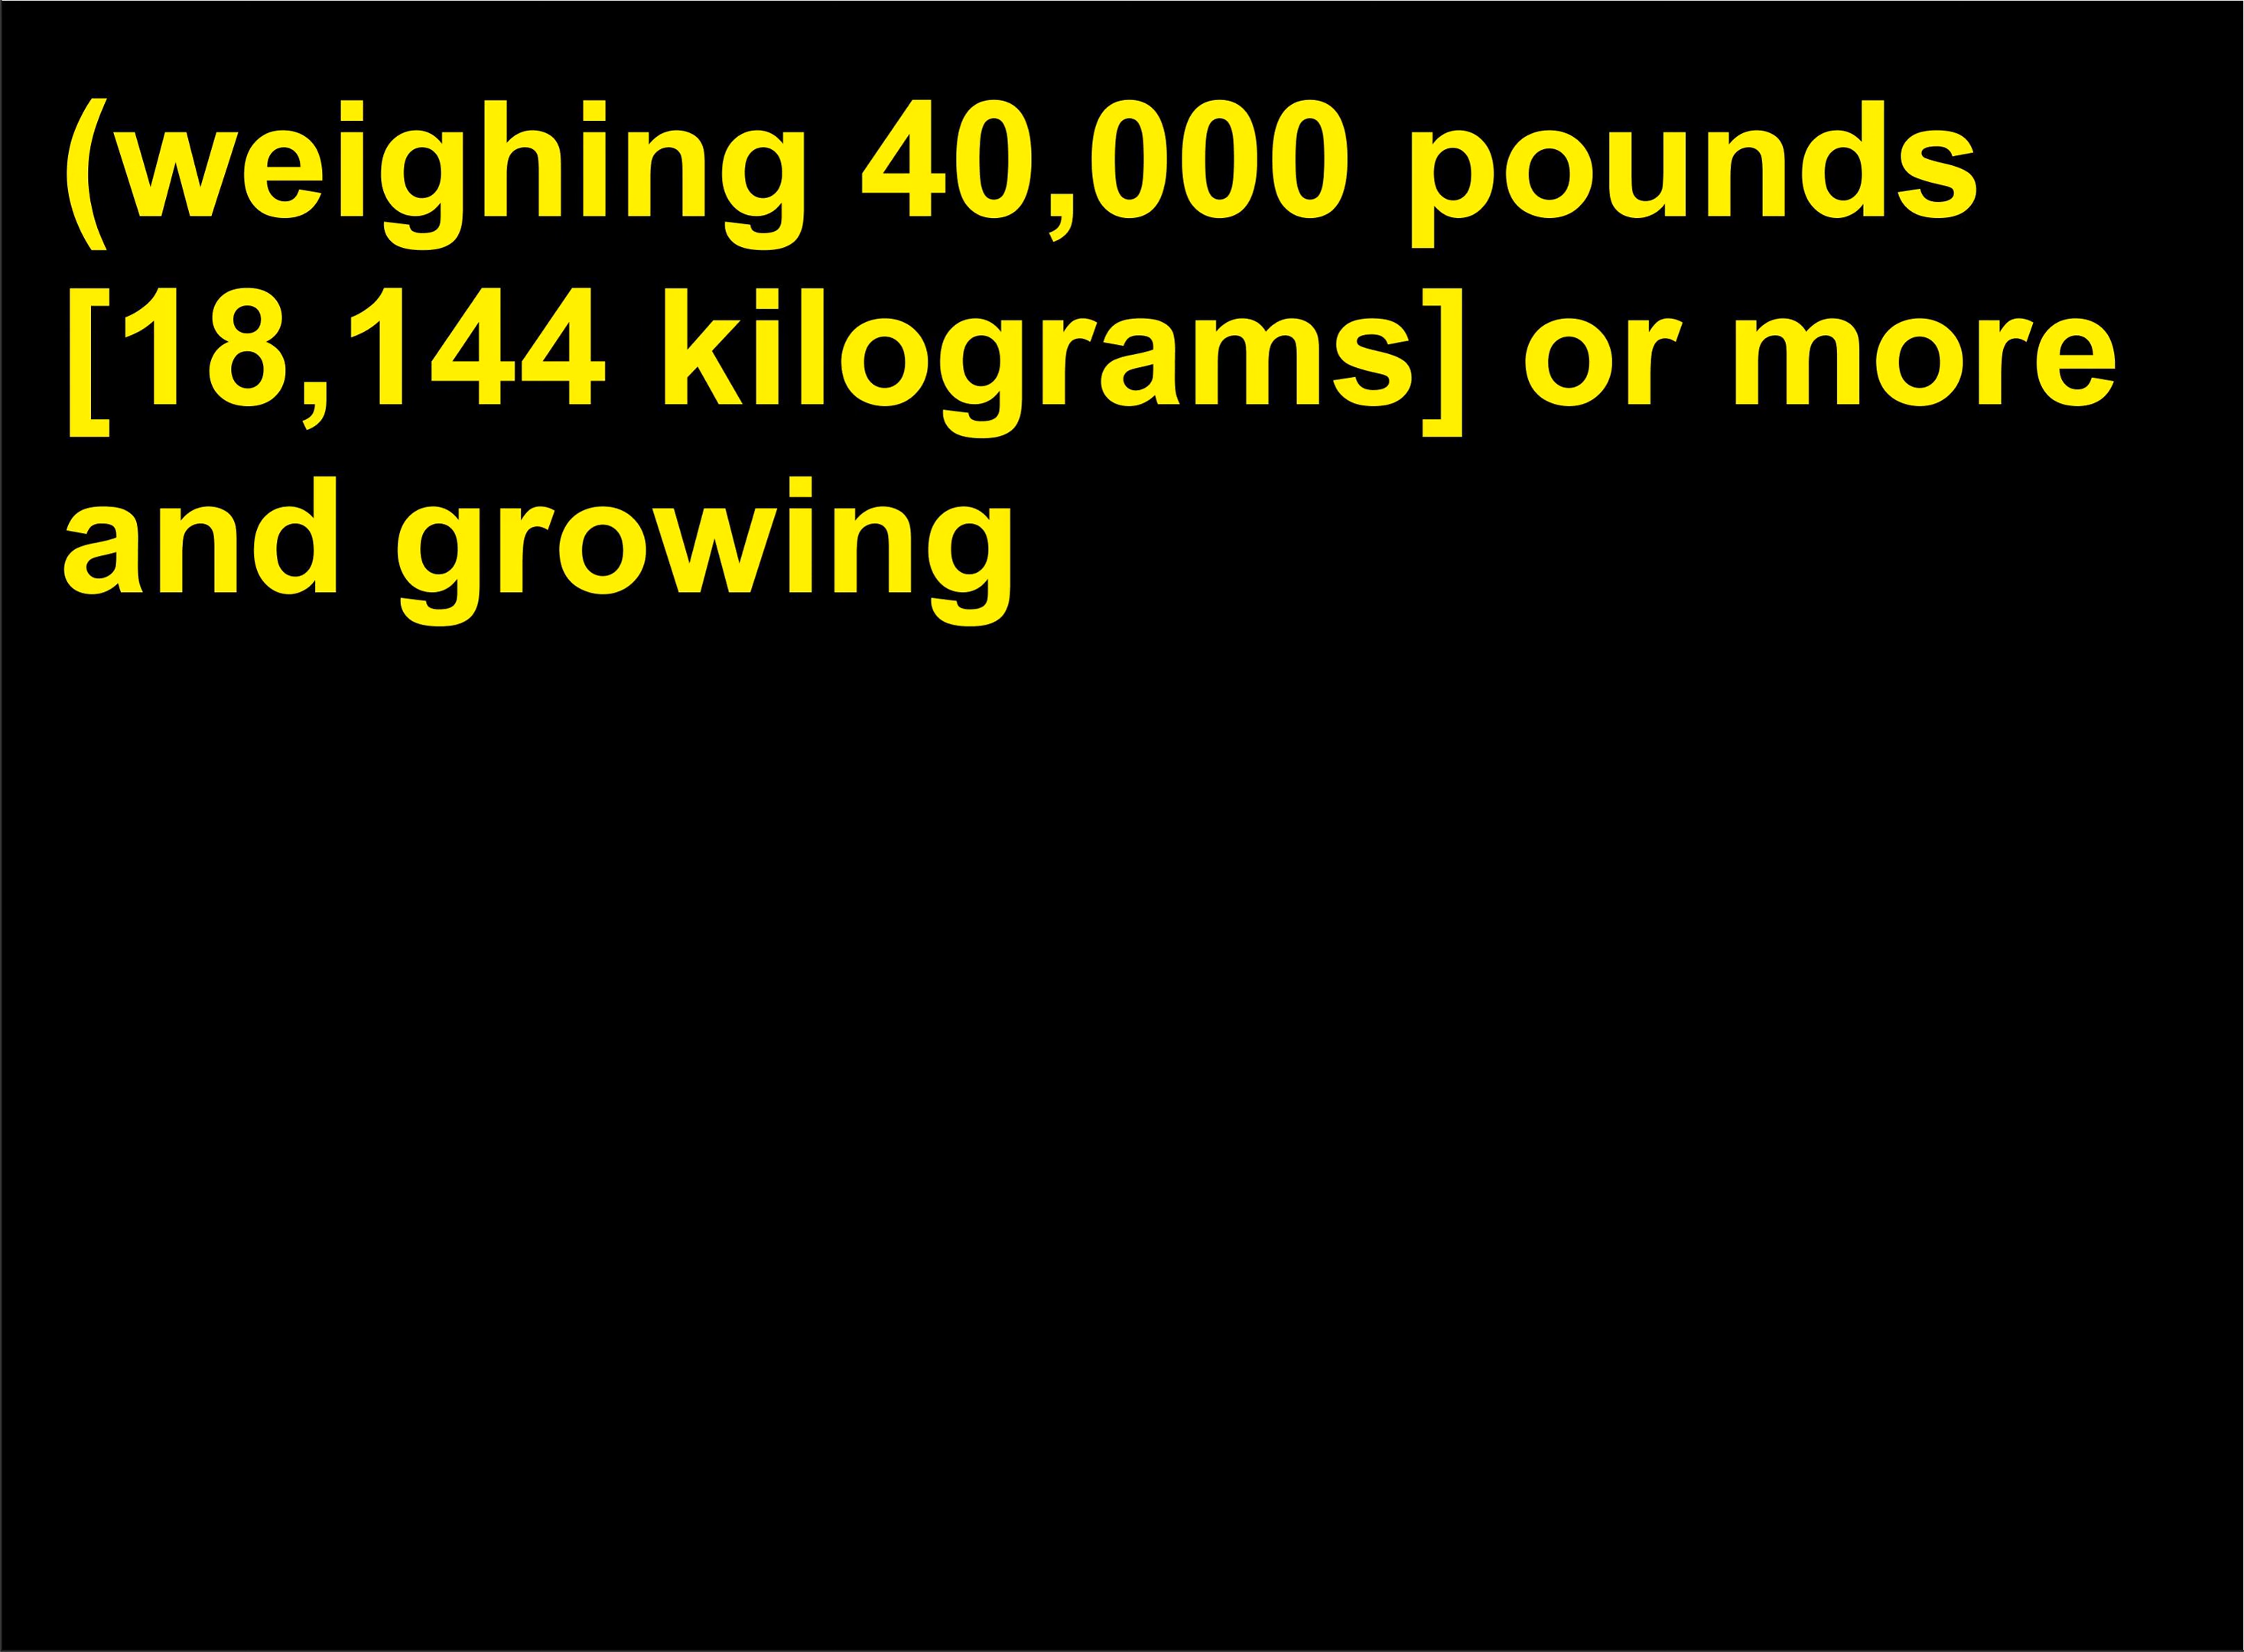 (weighing 40,000 pounds
[18,144 kilograms] or more
and growing